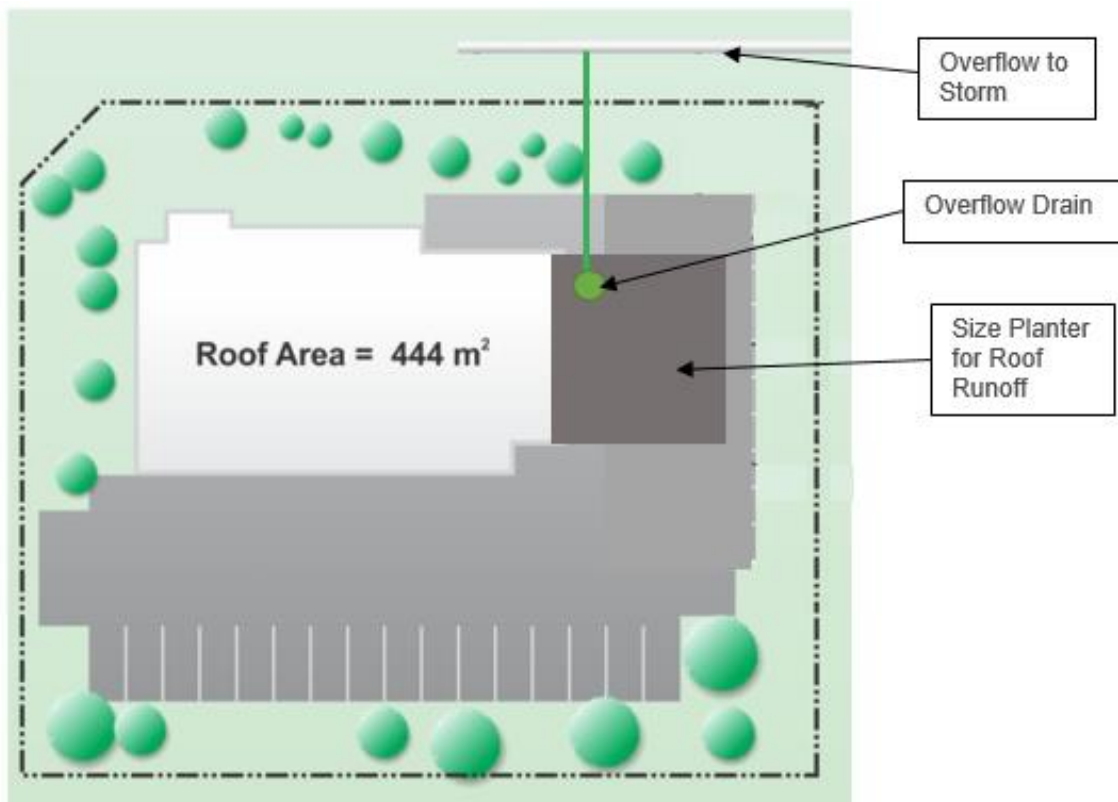 Overflow to
Storm
Overflow Drain
Roof Area = 444 m²
Size Planter
for Roof
Runoff